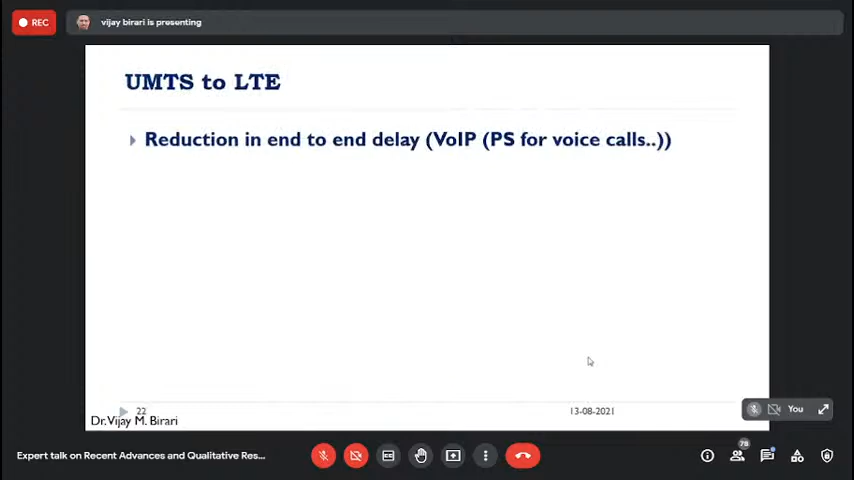 REC
vijay birari is presenting
UMTS to LTE
Reduction in end to end delay (VoIP (PS for voice calls..))
22
13-08-2021
Dr.Vijay M. Birari
You
78
Expert talk on Recent Advances and Qualitative Res...